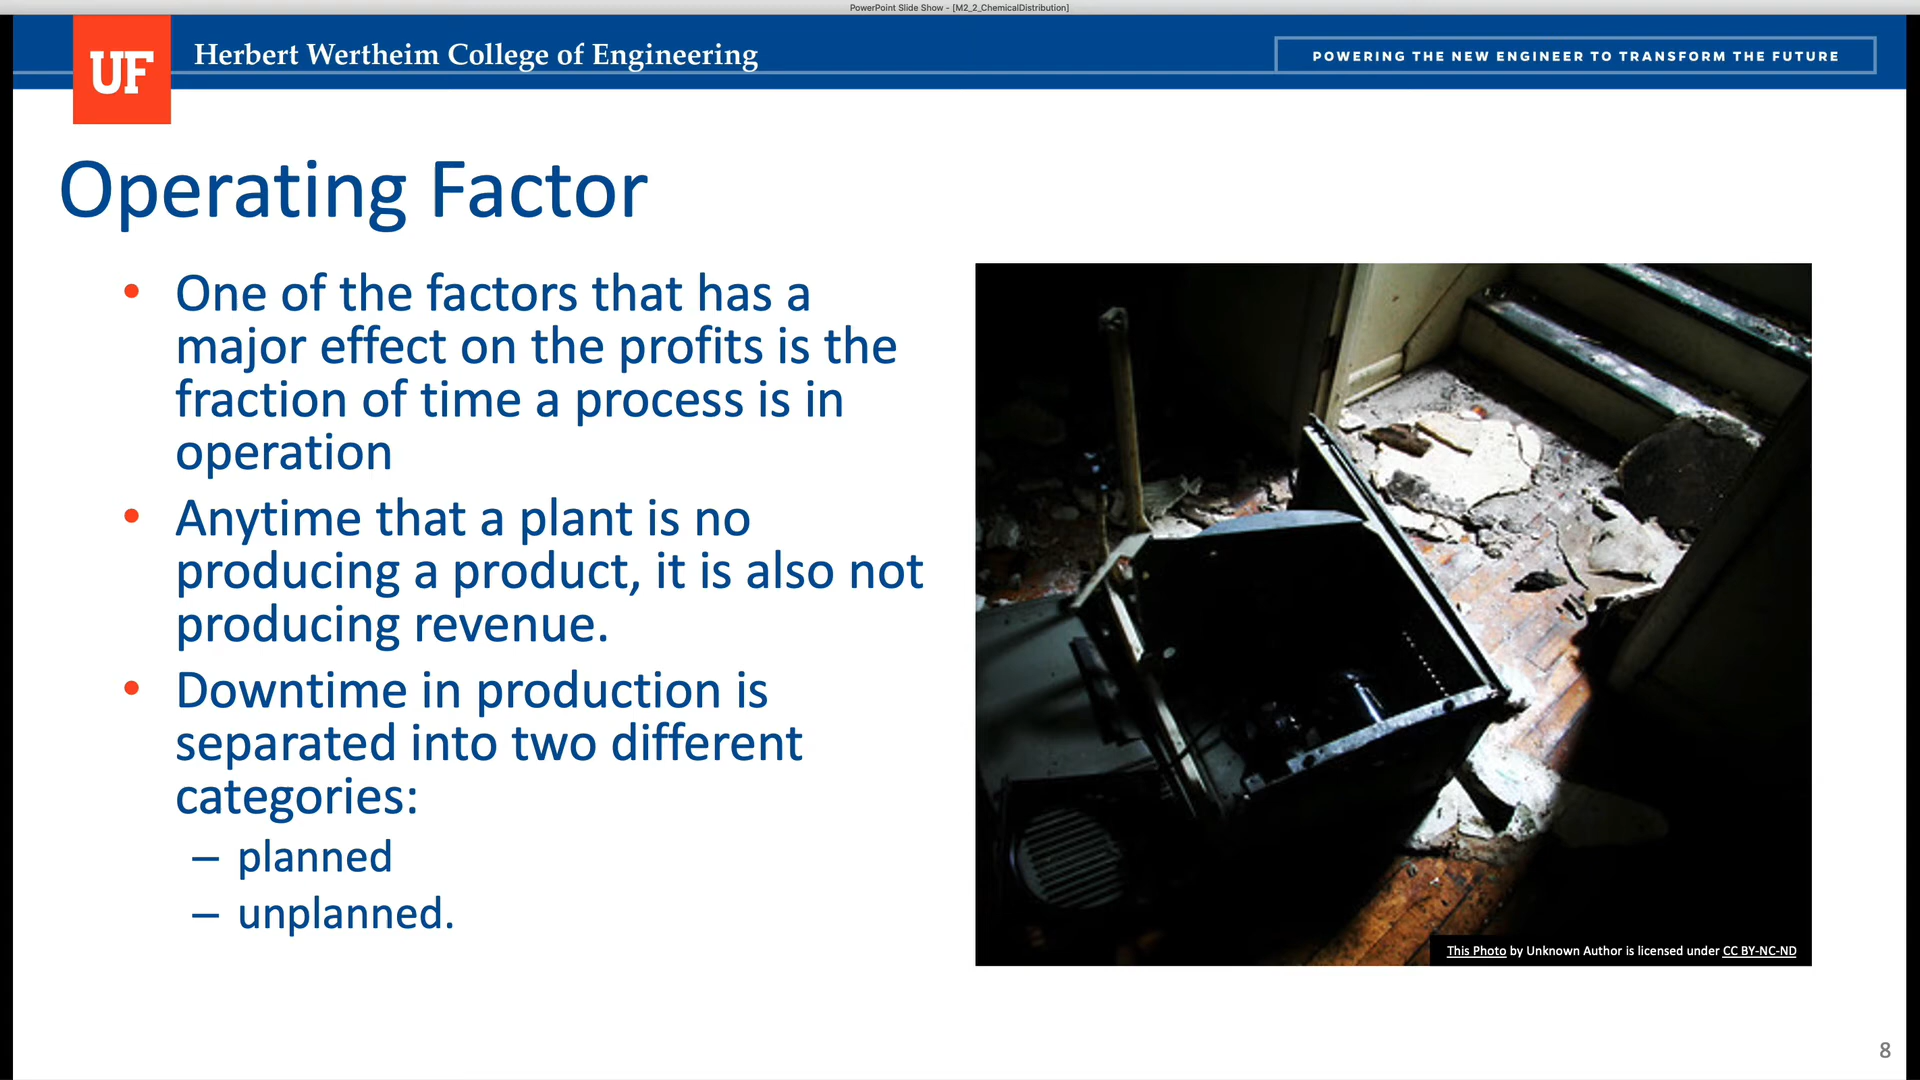 PowerPoint Slide Show - [M2_2_ChemicalDistribution]
UF
Herbert Wertheim College of Engineering
POWERING THE NEW ENGINEER TO TRANSFORM THE FUTURE
Operating Factor
• One of the factors that has a
major effect on the profits is the
fraction of time a process is in
operation
• Anytime that a plant is no
producing a product, it is also not
producing revenue.
• Downtime in production is
separated into two different
categories:
– planned
– unplanned.
This Photo by Unknown Author is licensed under CC BY-NC-ND
8